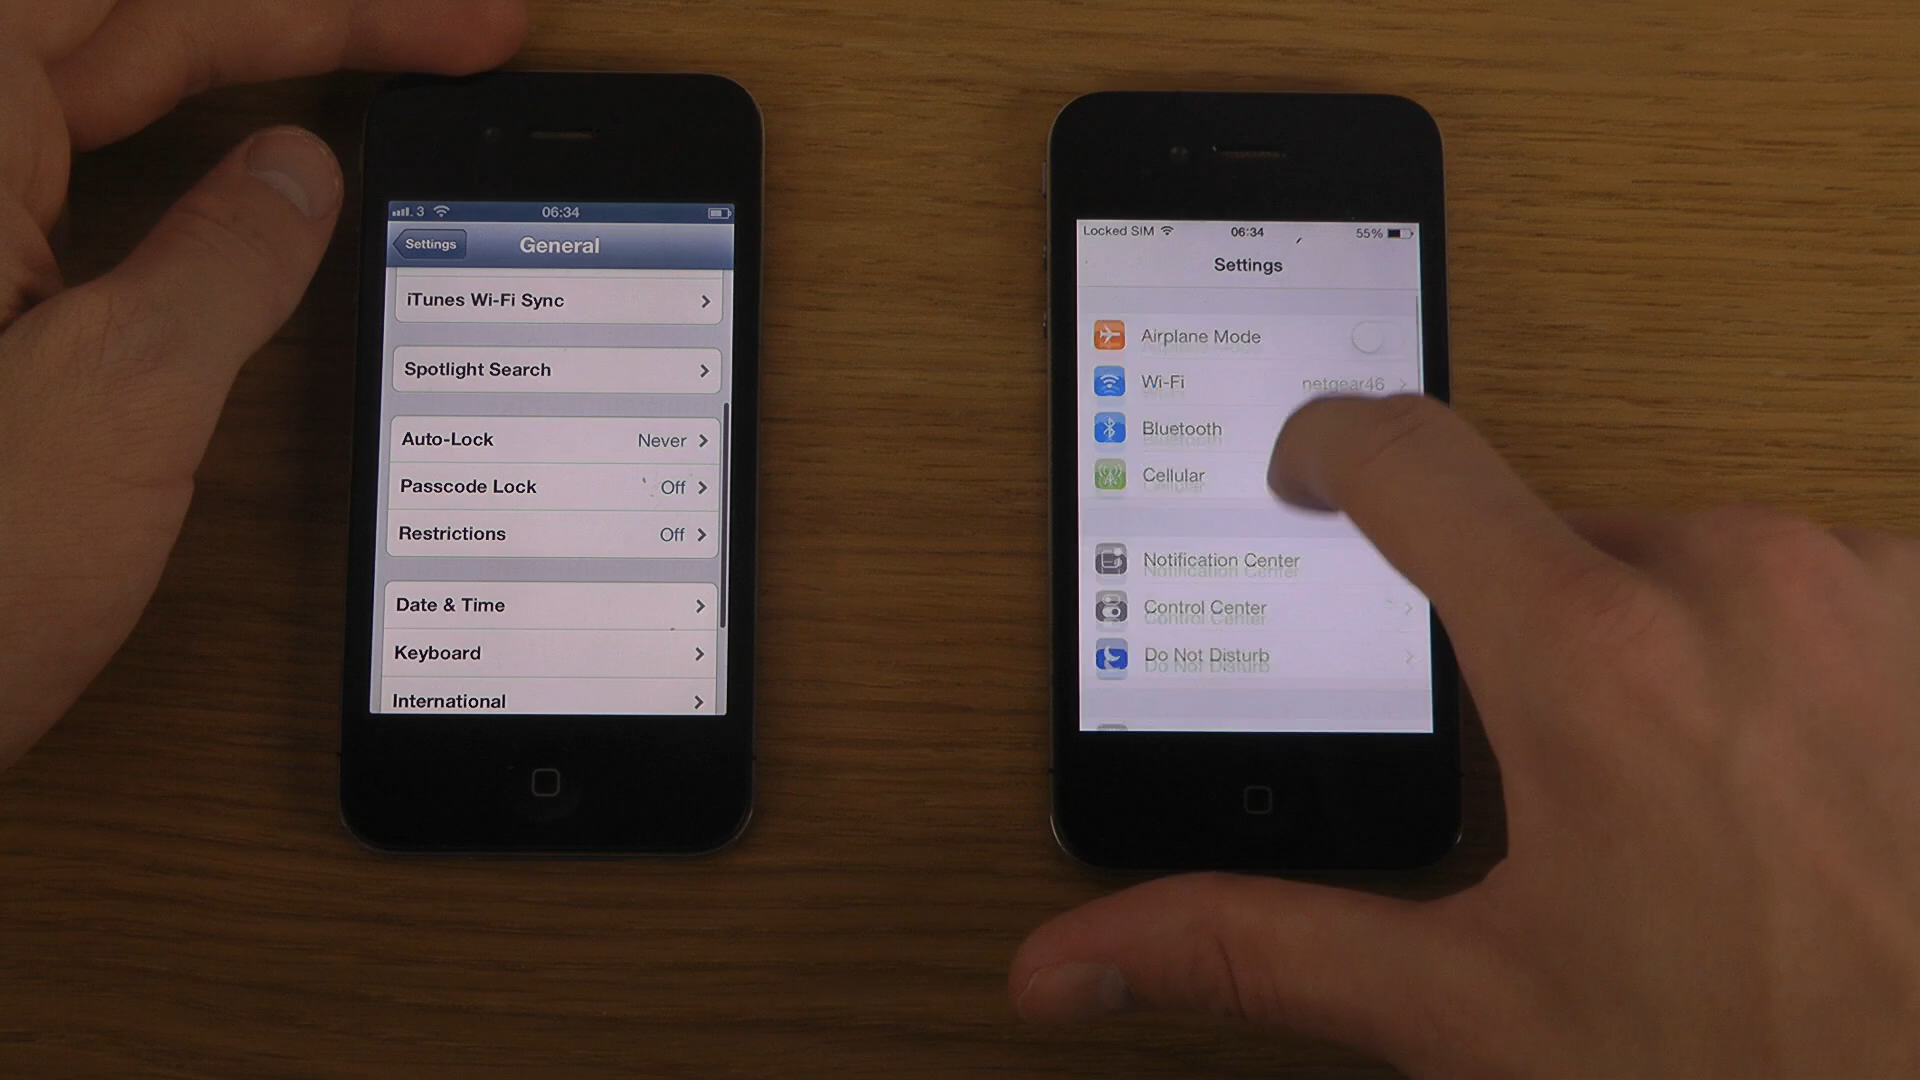 3 06:34
Settings General
iTunes Wi-Fi Sync
Spotlight Search
Auto-Lock Never
Passcode Lock Off
Restrictions Off
Date & Time
Keyboard
International
Locked SIM 06:34 55%
Settings
Airplane Mode
Wi-Fi netgear46
Bluetooth
Cellular
Notification Center
Control Center
Do Not Disturb